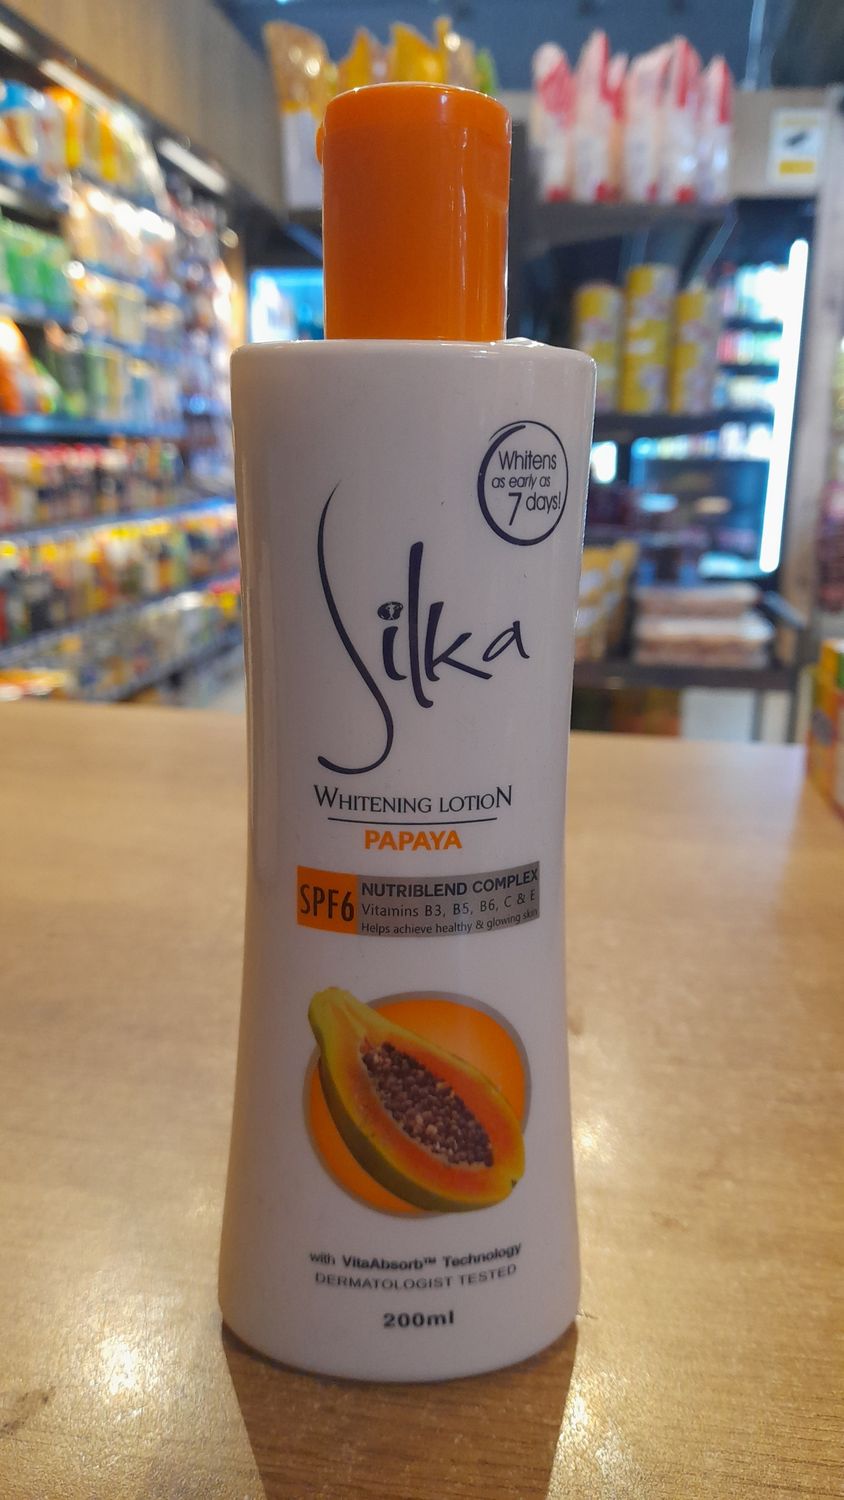 Whitens
as early as
7 days!
Silka
WHITENING LOTION
PAPAYA
SPF6
NUTRIBLEND COMPLEX
Vitamins B3, B5, B6, C & E
Helps achieve healthy & glowing skin
with VitaAbsorb™ Technology
DERMATOLOGIST TESTED
200ml